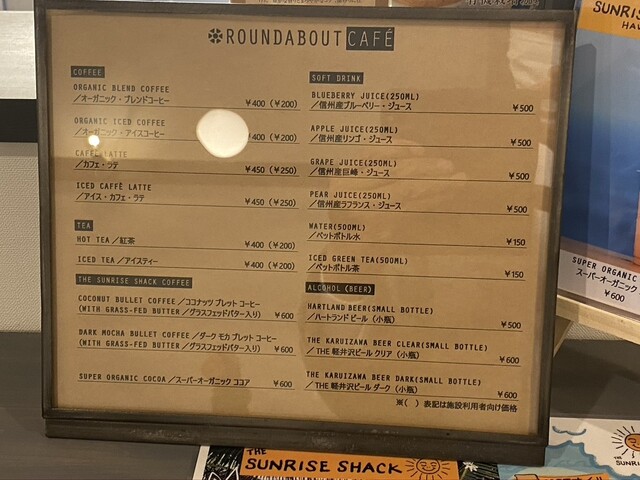 ROUNDABOUT CAFÉ
COFFEE
ORGANIC BLEND COFFEE
／オーガニック・ブレンドコーヒー ¥400 (¥200)
ORGANIC ICED COFFEE
／オーガニック・アイスコーヒー ¥400 (¥200)
CAFFÈ LATTE
／カフェ・ラテ ¥450 (¥250)
ICED CAFFÈ LATTE
／アイス・カフェ・ラテ ¥450 (¥250)
TEA
HOT TEA／紅茶 ¥400 (¥200)
ICED TEA／アイスティー ¥400 (¥200)
THE SUNRISE SHACK COFFEE
COCONUT BULLET COFFEE／ココナッツ ブレット コーヒー
(WITH GRASS-FED BUTTER／グラスフェッドバター入り) ¥600
DARK MOCHA BULLET COFFEE／ダーク モカ ブレット コーヒー
(WITH GRASS-FED BUTTER／グラスフェッドバター入り) ¥600
SUPER ORGANIC COCOA／スーパーオーガニック ココア ¥600
SOFT DRINK
BLUEBERRY JUICE(250ML)
／信州産ブルーベリー・ジュース ¥500
APPLE JUICE(250ML)
／信州産リンゴ・ジュース ¥500
GRAPE JUICE(250ML)
／信州産巨峰・ジュース ¥500
PEAR JUICE(250ML)
／信州産ラフランス・ジュース ¥500
WATER(500ML)
／ペットボトル水 ¥150
ICED GREEN TEA(500ML)
／ペットボトル茶 ¥150
ALCOHOL (BEER)
HARTLAND BEER(SMALL BOTTLE)
／ハートランドビール (小瓶) ¥500
THE KARUIZAWA BEER CLEAR(SMALL BOTTLE)
／THE 軽井沢ビール クリア (小瓶) ¥600
THE KARUIZAWA BEER DARK(SMALL BOTTLE)
／THE 軽井沢ビール ダーク (小瓶) ¥600
※( ) 表記は施設利用者向け価格
SUPER ORGANIC
スーパーオーガニック
¥600
THE
SUNRISE SHACK